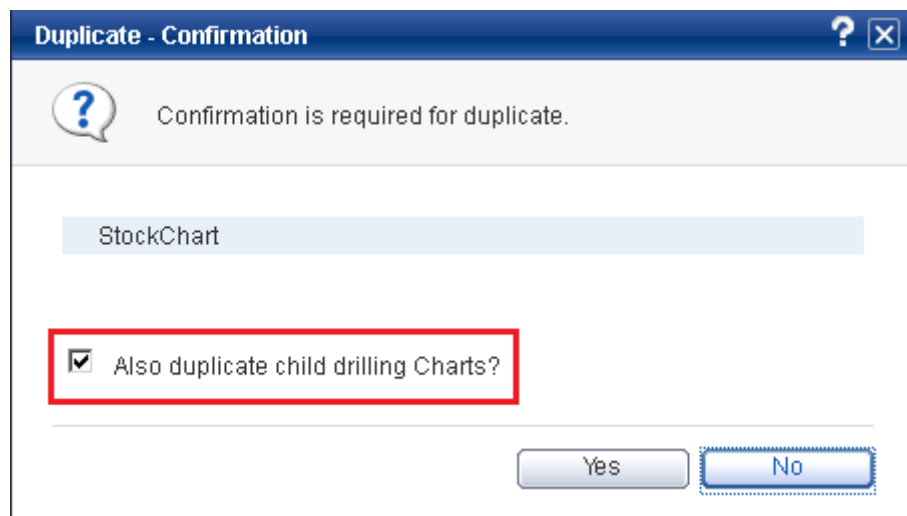 Duplicate - Confirmation
Confirmation is required for duplicate.
StockChart
Also duplicate child drilling Charts?
Yes No